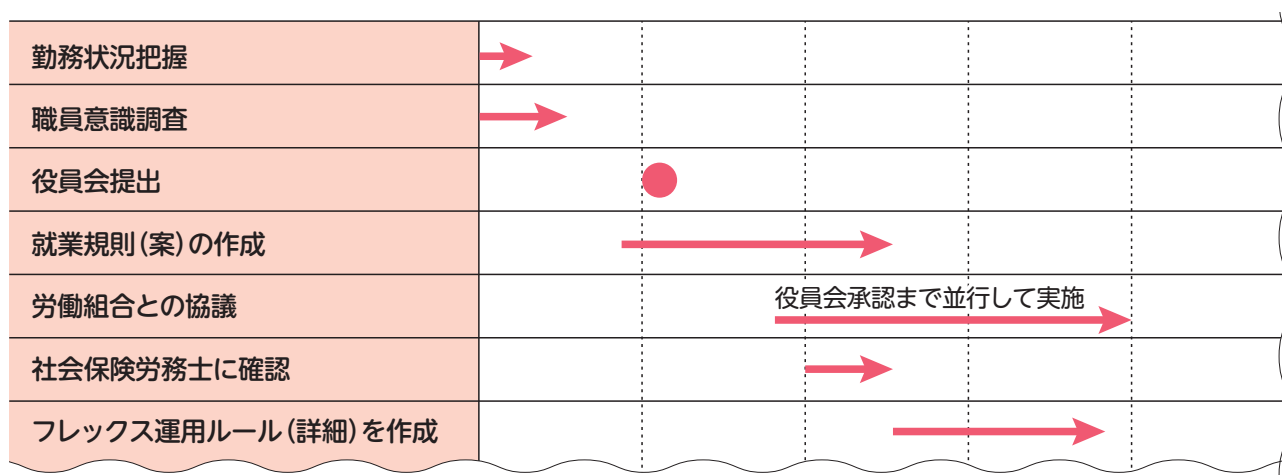 勤務状況把握
職員意識調査
役員会提出
就業規則(案)の作成
労働組合との協議
役員会承認まで並行して実施
社会保険労務士に確認
フレックス運用ルール(詳細)を作成